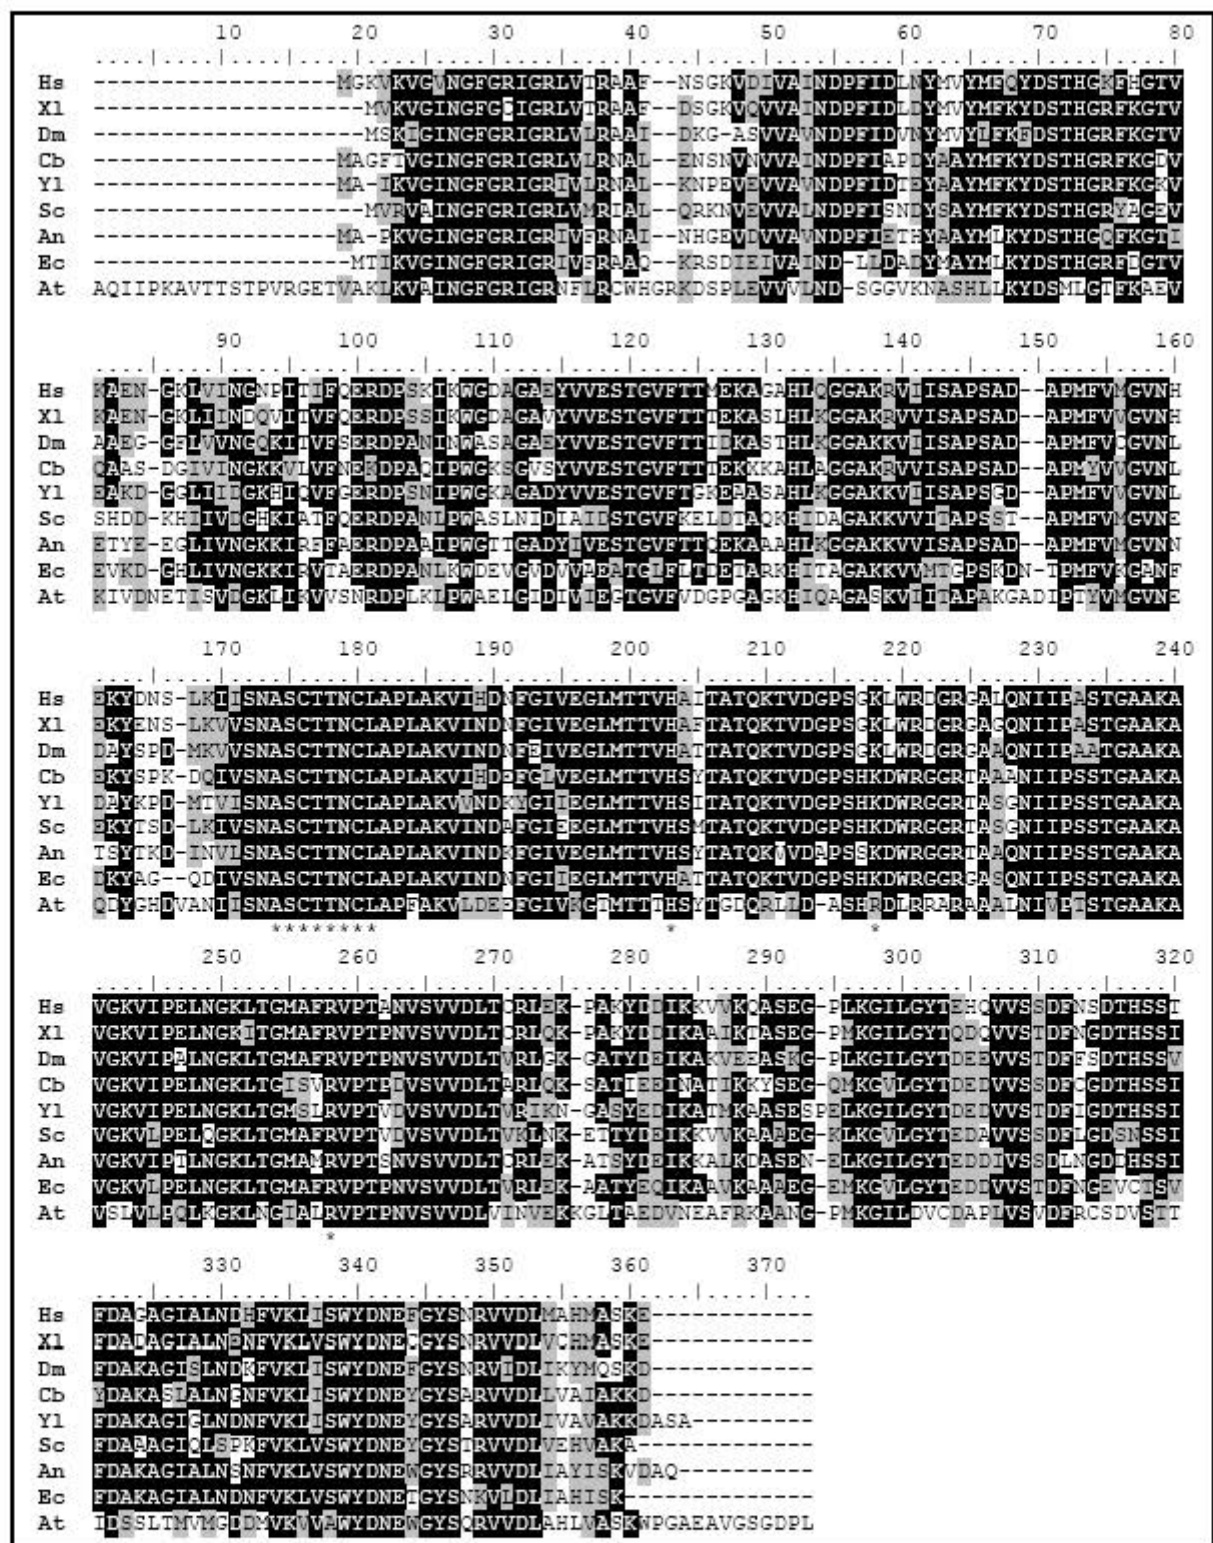 10 20 30 40 50 60 70 80
Hs ------------------MGKVKVGVNGFGRIGRLVTRAAF--NSGKVDIVAINDPFIDLNYMVYMFQYDSTHGKFHGTV
Xl --------------------MVKVGINGFGCIGRLVTRAAF--DSGKVQVVAINDPFIDLDYMVYMFKYDSTHGRFKGTV
Dm -------------------MSKIGINGFGRIGRLVLRAAI--DKG-ASVVAVNDPFIDVNYMVYLFKFDSTHGRFKGTV
Cb ------------------MAGFTVGINGFGRIGRLVLRNAL--ENSNVNVVAINDPFIAPDYAAYMFKYDSTHGRFKGDV
Yl ------------------MA-IKVGINGFGRIGRIVLRNAL--KNPEVEVVAVNDPFIDTEYAAYMFKYDSTHGRFKGKV
Sc --------------------MVRVAINGFGRIGRLVMRIAL--QRKNVEVVALNDPFISNDYSAYMFKYDSTHGRYAGEV
An ------------------MA-PKVGINGFGRIGRIVFRNAI--NHGEVDVVAVNDPFIETHYAAYMLKYDSTHGQFKGTI
Ec -------------------MTIKVGINGFGRIGRIVFRAAQ--KRSDIEIVAIND-LLDADYMAYMLKYDSTHGRFDGTV
At AQIIPKAVTTSTPVRGETVAKLKVAINGFGRIGRNFLRCWHGRKDSPLEVVVLND-SGGVKNASHLLKYDSMLGTFKAEV
90 100 110 120 130 140 150 160
Hs KAEN-GKLVINGNPITIFQERDPSKIKWGDAGAEYVVESTGVFTTMEKAGAHLQGGAKRVIISAPSAD--APMFVMGVNH
Xl KAEN-GKLIINDQVITVFQERDPSSIKWGDAGAVYVVESTGVFTTTEKASLHLKGGAKRVVISAPSAD--APMFVMGVNH
Dm AAEG-GFLVVNGQKITVFSERDPANINWASAGAEYVVESTGVFTTIDKASTHLKGGAKKVIISAPSAD--APMFVCGVNL
Cb QAAS-DGIVINGKKVLVFNEKDPAQIPWGKSGVSYVVESTGVFTTTEKKKAHLAGGAKRVVISAPSAD--APMYVVGVNL
Yl EAKD-GGLIIDGKHIQVFGERDPSNIPWGKAGADYVVESTGVFTGKEAASAHLKGGAKKVIISAPSGD--APMFVVGVNL
Sc SHDD-KHIIVDGHKIATFQERDPANLPWASLNIDIAIDSTGVFKELDTAQKHIDAGAKKVVITAPSST--APMFVMGVNE
An ETYE-EGLIVNGKKIRFFAERDPAAIPWGTTGADYIVESTGVFTTQEKAAAHLKGGAKKVVISAPSAD--APMFVMGVNN
Ec EVKD-GHLIVNGKKIRVTAERDPANLKWDEVGVDVVAEATGLFLTDETARKHITAGAKKVVMTGPSKDN-TPMFVKGANF
At KIVDNETISVDGKLIKVVSNRDPLKLPWAELGIDIVIEGTGVFVDGPGAGKHIQAGASKVIITAPAKGADIPTYVMGVNE
170 180 190 200 210 220 230 240
Hs EKYDNS-LKIISNASCTTNCLAPLAKVIHDNFGIVEGLMTTVHAITATQKTVDGPSGKLWRDGRGALQNIIPASTGAAKA
Xl EKYENS-LKVVSNASCTTNCLAPLAKVINDNFGIVEGLMTTVHAFTATQKTVDGPSGKLWRDGRGAGQNIIPASTGAAKA
Dm DAYSPD-MKVVSNASCTTNCLAPLAKVINDNFEIVEGLMTTVHATTATQKTVDGPSGKLWRDGRGAAQNIIPAATGAAKA
Cb EKYSPK-DQIVSNASCTTNCLAPLAKVIHDEFGLVEGLMTTVHSYTATQKTVDGPSHKDWRGGRTAAANIIPSSTGAAKA
Yl DAYKPD-MTVISNASCTTNCLAPLAKVVNDKYGIIEGLMTTVHSITATQKTVDGPSHKDWRGGRTASGNIIPSSTGAAKA
Sc EKYTSD-LKIVSNASCTTNCLAPLAKVINDAFGIEEGLMTTVHSMTATQKTVDGPSHKDWRGGRTASGNIIPSSTGAAKA
An TSYTKD-INVLSNASCTTNCLAPLAKVINDKFGIVEGLMTTVHSYTATQKVVDAPSSKDWRGGRTAAQNIIPSSTGAAKA
Ec DKYAG--QDIVSNASCTTNCLAPLAKVINDNFGIIEGLMTTVHATTATQKTVDGPSHKDWRGGRGASQNIIPSSTGAAKA
At QDYGHDVANIISNASCTTNCLAPFAKVLDEEFGIVKGTMTTTHSYTGDQRLLD-ASHRDLRRARAAALNIVPTSTGAAKA
******** * *
250 260 270 280 290 300 310 320
Hs VGKVIPELNGKLTGMAFRVPTANVSVVDLTCRLEK-PAKYDDIKKVVKQASEG-PLKGILGYTEHQVVSSDFNSDTHSST
Xl VGKVIPELNGKITGMAFRVPTPNVSVVDLTCRLEK-PAKYDDIKAAIKTASEG-PMKGILGYTQDQVVSTDFNGDTHSSI
Dm VGKVIPALNGKLTGMAFRVPTPNVSVVDLTVRLGK-GATYDEIKAKVEEASKG-PLKGILGYTDEEVVSTDFFSDTHSSV
Cb VGKVIPELNGKLTGISVRVPTPDVSVVDLTARLQK-SATIEEINATIKKYSEG-QMKGVLGYTDEDVVSSDFCGDTHSSI
Yl VGKVIPELNGKLTGMSLRVPTVDVSVVDLTVRIKN-GASYEDIKATMKAASESPELKGILGYTDEDVVSTDFIGDTHSSI
Sc VGKVLPELQGKLTGMAFRVPTVDVSVVDLTVKLNK-ETTYDEIKKVVKAAAEG-KLKGVLGYTEDAVVSSDFLGDSNSSI
An VGKVIPTLNGKLTGMAMRVPTSNVSVVDLTCRLEK-ATSYDEIKKALKDASEN-ELKGILGYTEDDIVSSDLNGDDHSSI
Ec VGKVLPELNGKLTGMAFRVPTPNVSVVDLTVRLEK-AATYEQIKAAVKAAAEG-EMKGVLGYTEDDVVSTDFNGEVCTSV
At VSLVLPQLKGKLNGIALRVPTPNVSVVDLVINVEKKGLTAEDVNEAFRKAANG-PMKGILDVCDAPLVSVDFRCSDVSTT
*
330 340 350 360 370
Hs FDAGAGIALNDHFVKLISWYDNEFGYSNRVVDLMAHMASKE------------
Xl FDADAGIALNENFVKLVSWYDNECGYSNRVVDLVCHMASKE------------
Dm FDAKAGISLNDKFVKLISWYDNEFGYSNRVIDLIKYMQSKD------------
Cb YDAKASIALNGNFVKLISWYDNEYGYSARVVDLLVAIAKKD------------
Yl FDAKAGIGLNDNFVKLISWYDNEYGYSARVVDLIVAVAKKDASA---------
Sc FDAAAGIQLSPKFVKLVSWYDNEYGYSTRVVDLVEHVAKA-------------
An FDAKAGIALNSNFVKLVSWYDNEWGYSRRVVDLIAYISKVDAQ----------
Ec FDAKAGIALNDNFVKLVSWYDNETGYSNKVLDLIAHISK--------------
At IDSSLTMVMGDDMVKVVAWYDNEWGYSQRVVDLAHLVASKWPGAEAVGSGDPL